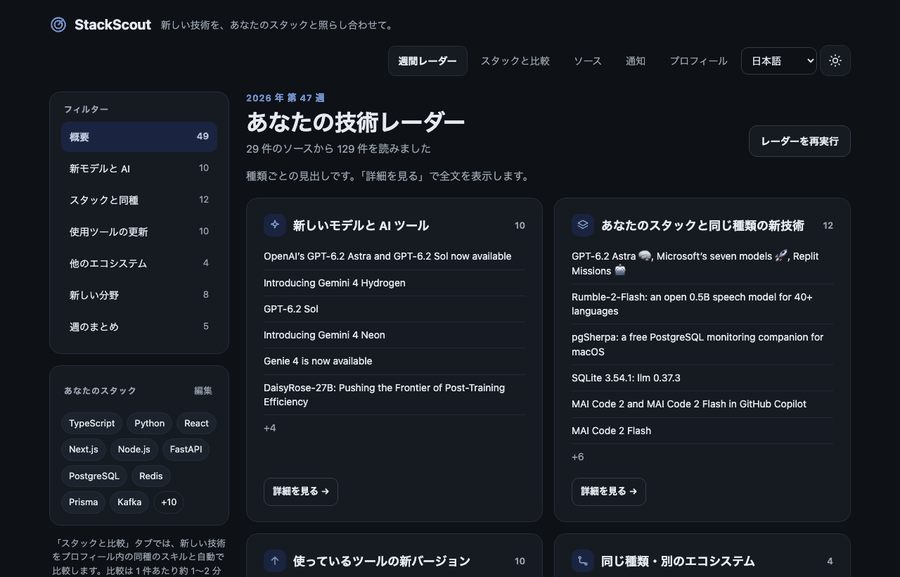 StackScout 新しい技術を、あなたのスタックと照らし合わせて。
週間レーダー スタックと比較 ソース 通知 プロフィール 日本語
フィルター
概要 49
新モデルと AI 10
スタックと同種 12
使用ツールの更新 10
他のエコシステム 4
新しい分野 8
週のまとめ 5
あなたのスタック 編集
TypeScript Python React
Next.js Node.js FastAPI
PostgreSQL Redis
Prisma Kafka +10
「スタックと比較」タブでは、新しい技術
をプロフィール内の同種のスキルと自動で
比較します。比較は 1 件あたり約 1〜2 分
2026 年 第 47 週
あなたの技術レーダー
29 件のソースから 129 件を読みました
レーダーを再実行
種類ごとの見出しです。「詳細を見る」で全文を表示します。
新しいモデルと AI ツール 10
OpenAI's GPT-6.2 Astra and GPT-6.2 Sol now available
Introducing Gemini 4 Hydrogen
GPT-6.2 Sol
Introducing Gemini 4 Neon
Genie 4 is now available
DaisyRose-27B: Pushing the Frontier of Post-Training
Efficiency
+4
詳細を見る →
あなたのスタックと同じ種類の新技術 12
GPT-6.2 Astra 🧠, Microsoft's seven models 🚀, Replit
Missions 🤖
Rumble-2-Flash: an open 0.5B speech model for 40+
languages
pgSherpa: a free PostgreSQL monitoring companion for
macOS
SQLite 3.54.1: llm 0.37.3
MAI Code 2 and MAI Code 2 Flash in GitHub Copilot
MAI Code 2 Flash
+6
詳細を見る →
使っているツールの新バージョン 10
同じ種類・別のエコシステム 4